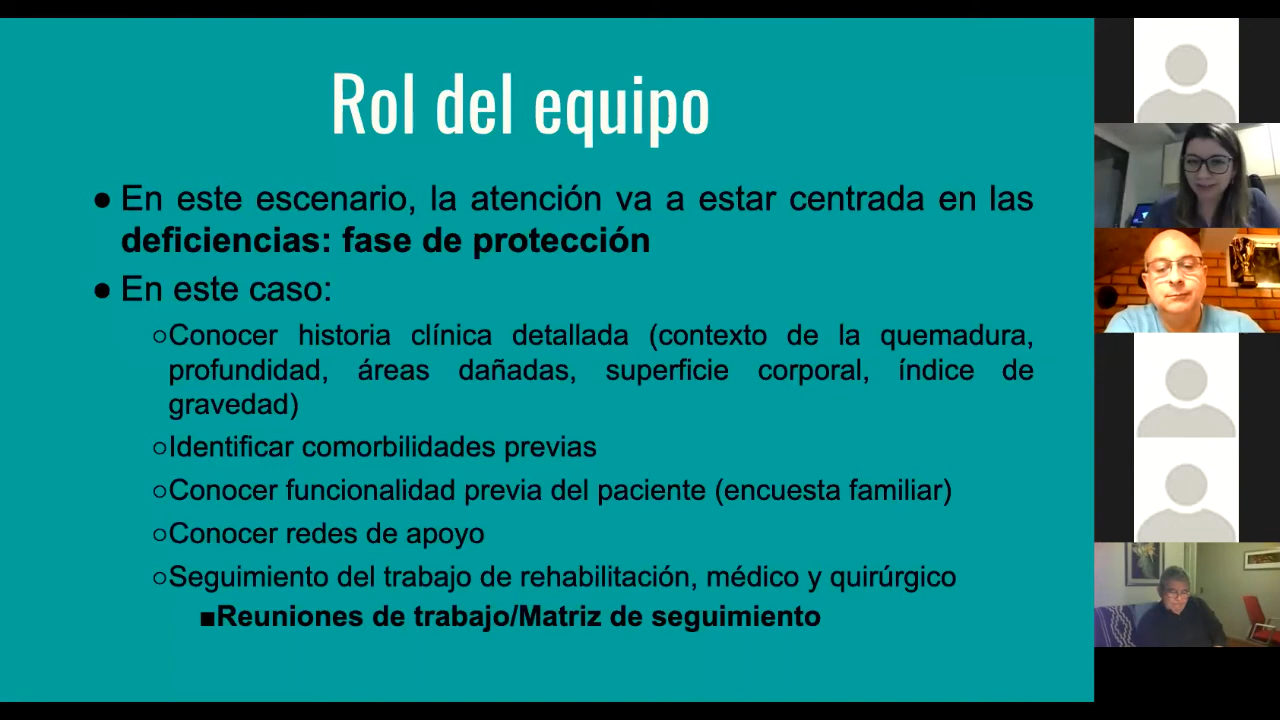 Rol del equipo
● En este escenario, la atención va a estar centrada en las
deficiencias: fase de protección
● En este caso:
○Conocer historia clínica detallada (contexto de la quemadura,
profundidad, áreas dañadas, superficie corporal, índice de
gravedad)
○Identificar comorbilidades previas
○Conocer funcionalidad previa del paciente (encuesta familiar)
○Conocer redes de apoyo
○Seguimiento del trabajo de rehabilitación, médico y quirúrgico
■Reuniones de trabajo/Matriz de seguimiento